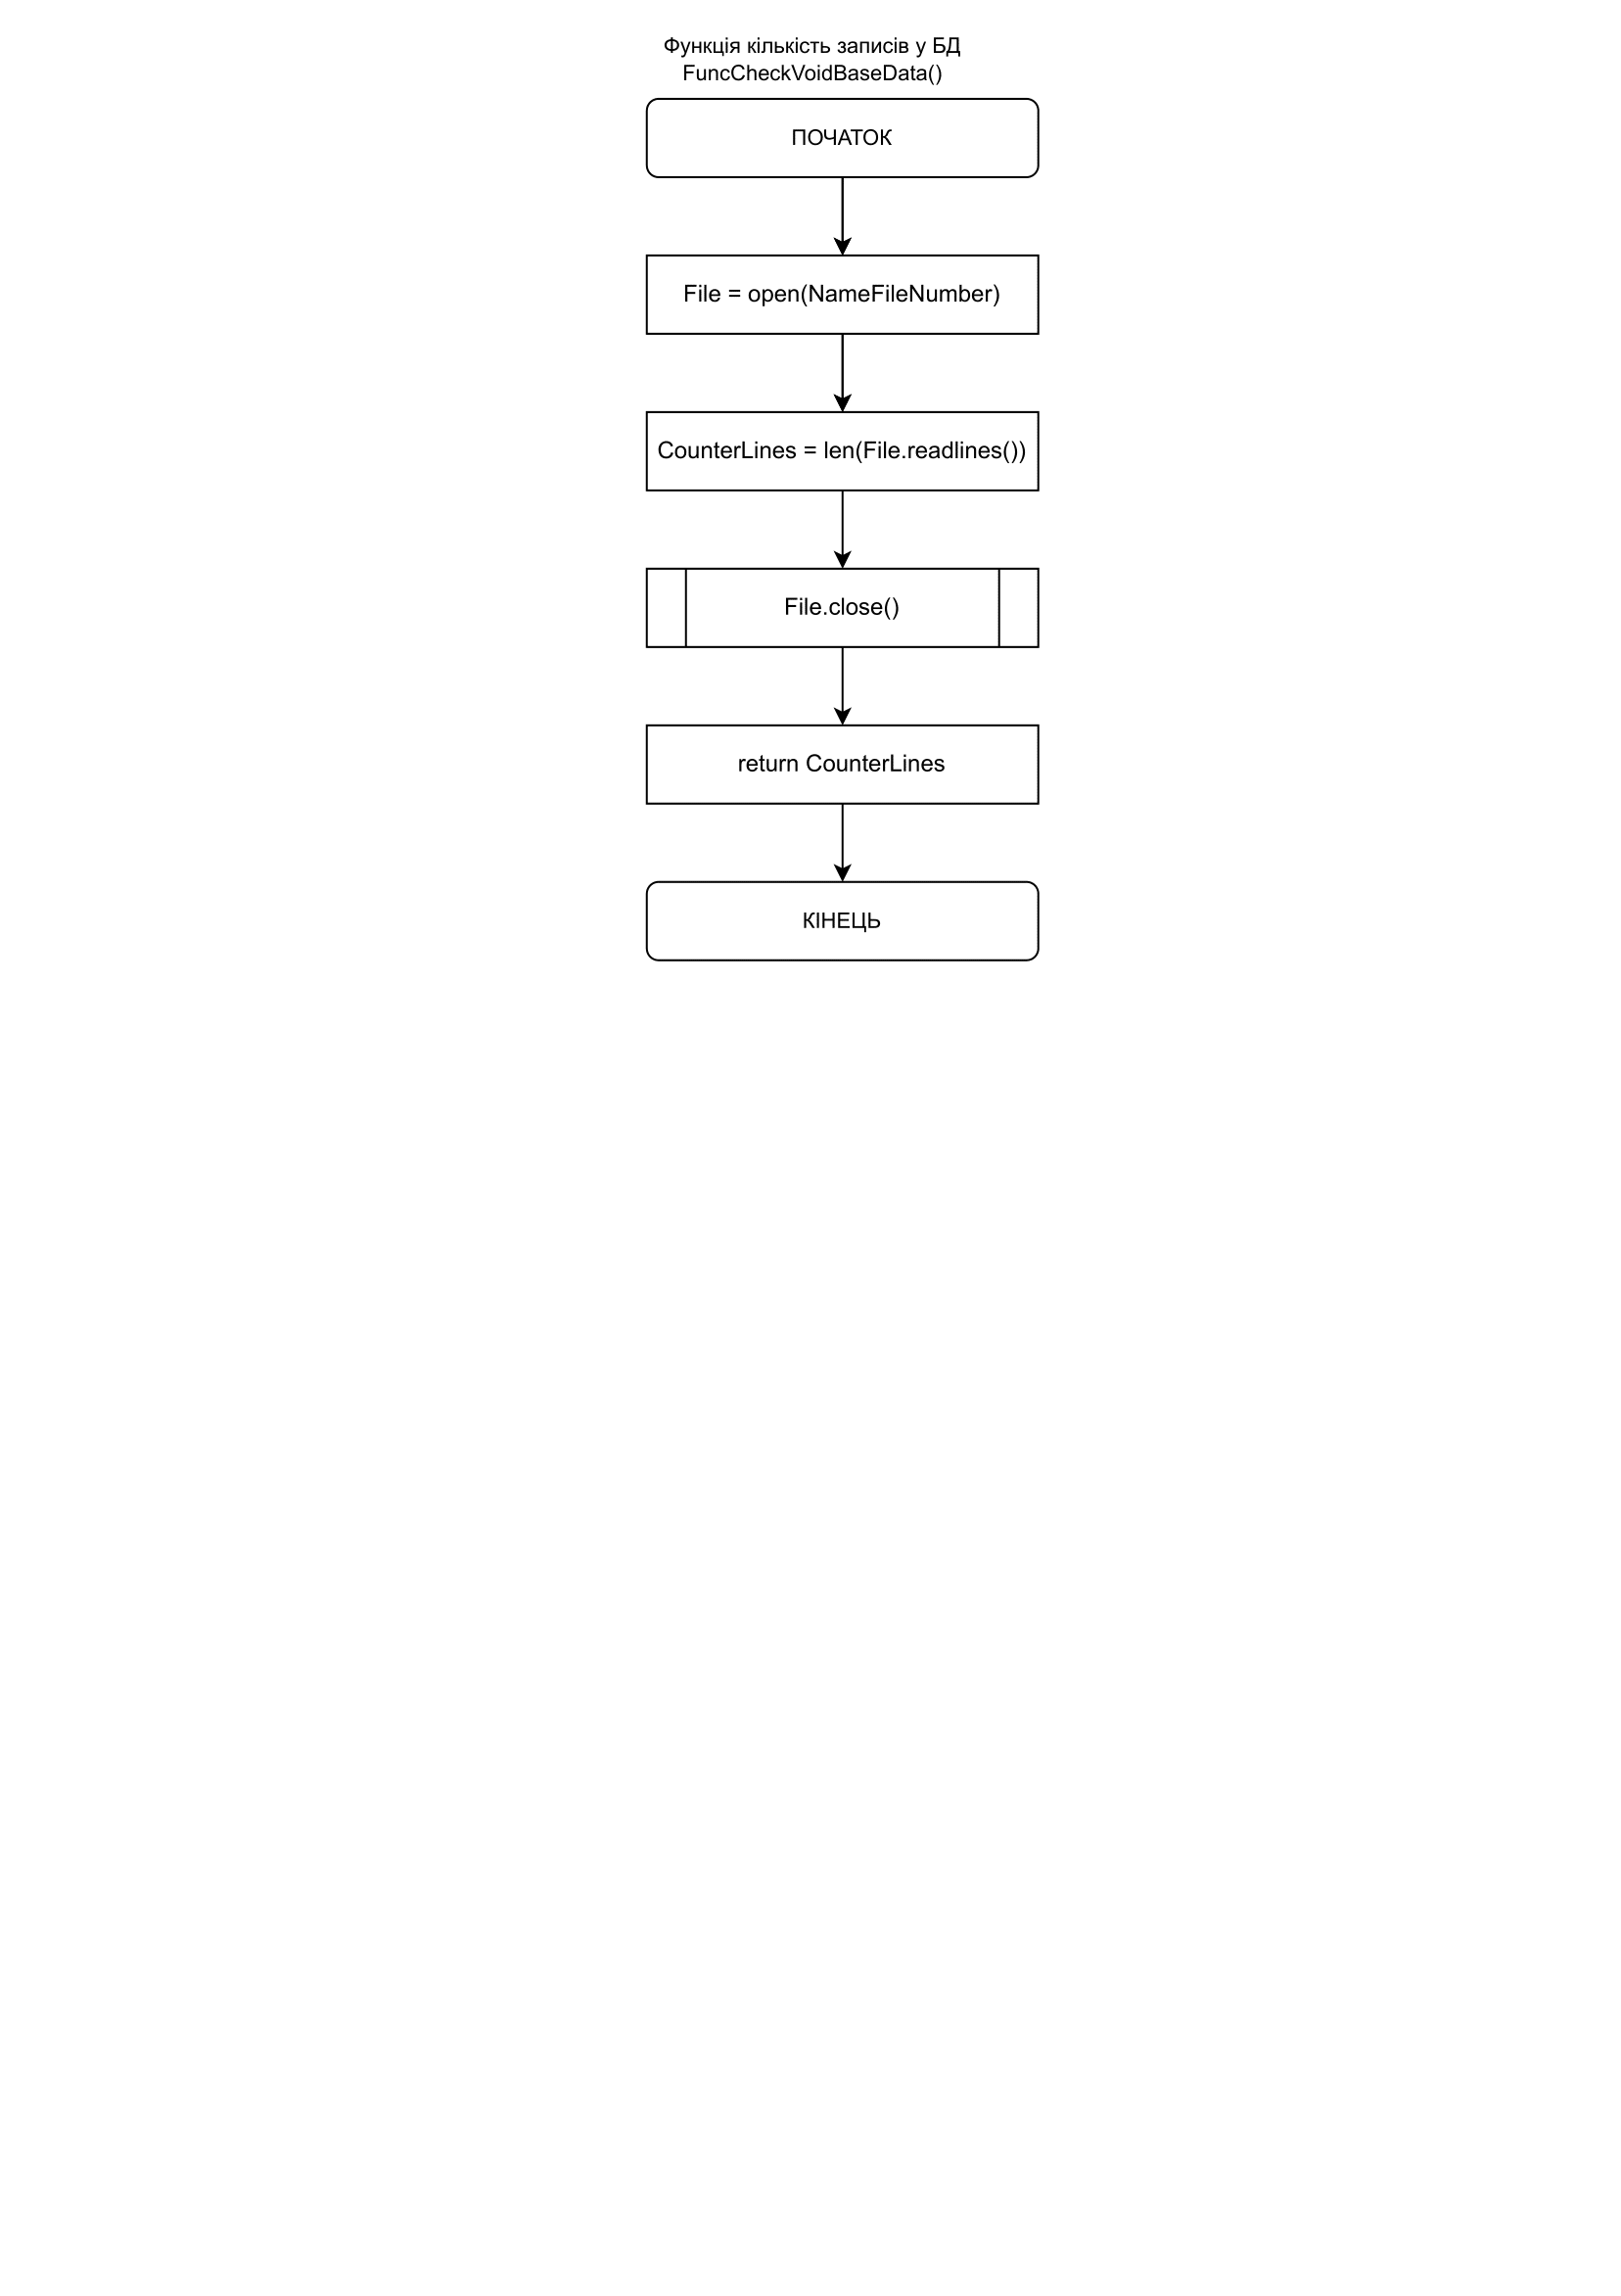 Функція кількість записів у БД
FuncCheckVoidBaseData()
ПОЧАТОК
File = open(NameFileNumber)
CounterLines = len(File.readlines())
File.close()
return CounterLines
КІНЕЦЬ